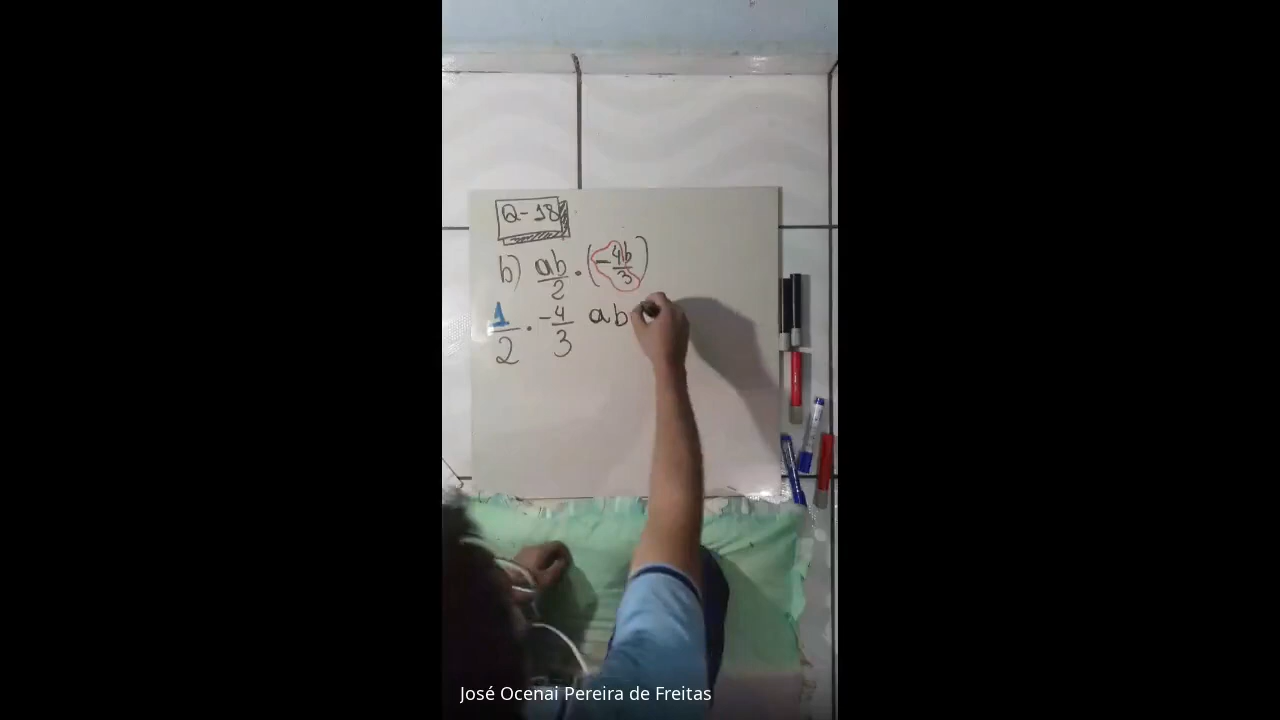 Q-18
b) ab/2 · (-4b/3)
1/2 · -4/3 ab
José Ocenai Pereira de Freitas